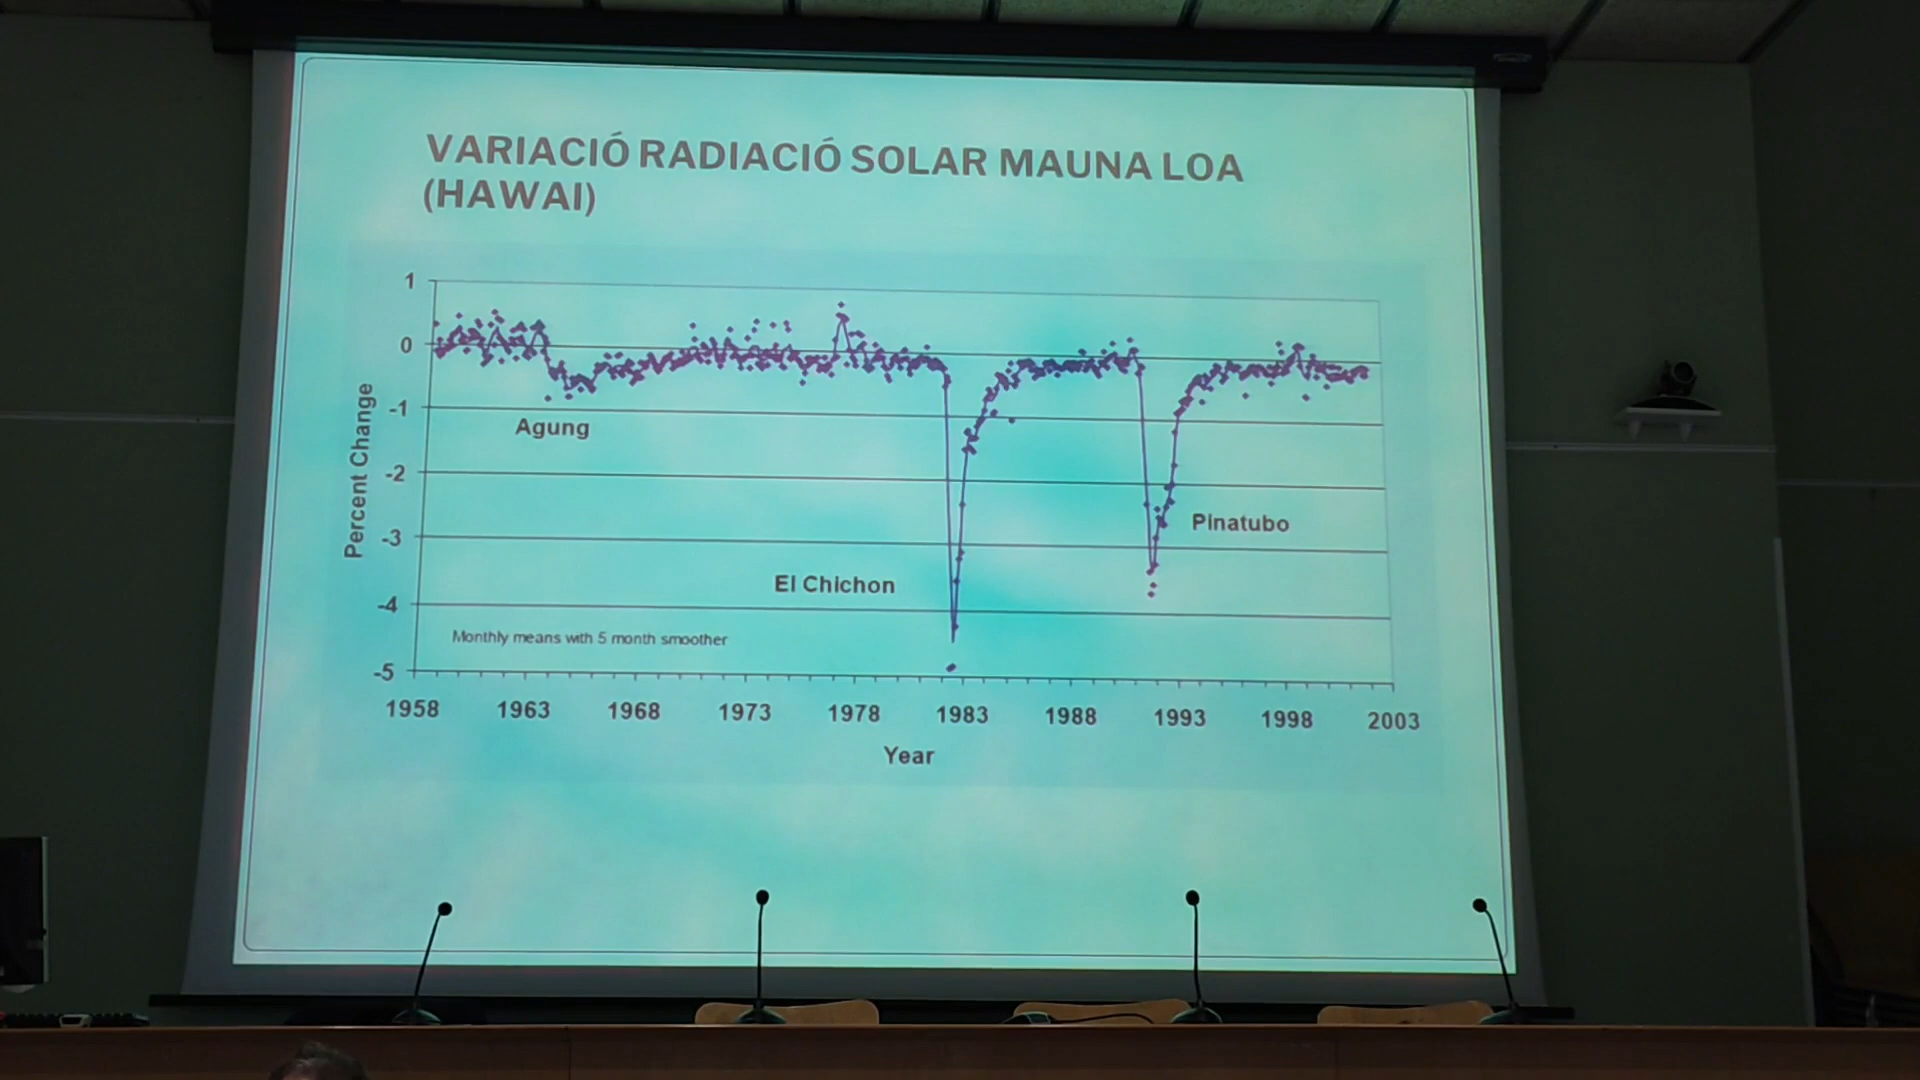 VARIACIÓ RADIACIÓ SOLAR MAUNA LOA
(HAWAI)
1
0
-1
-2
-3
-4
-5
Percent Change
Agung
El Chichon
Pinatubo
Monthly means with 5 month smoother
1958 1963 1968 1973 1978 1983 1988 1993 1998 2003
Year